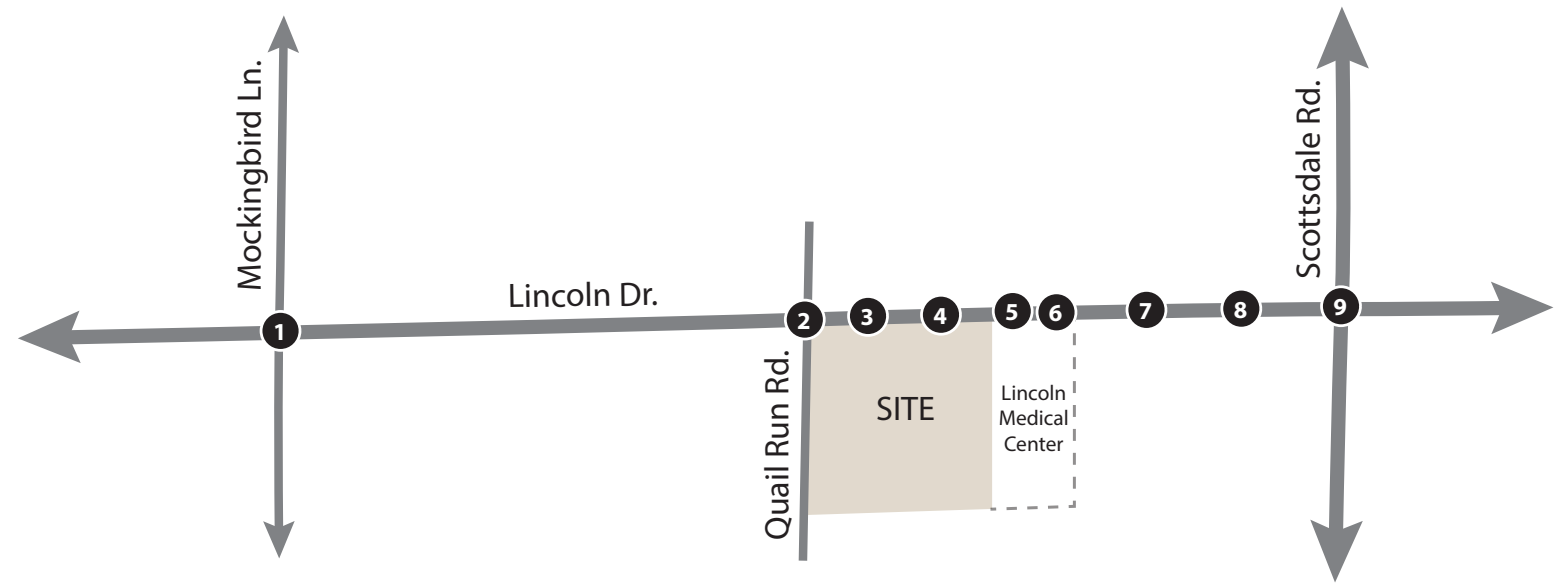 Mockingbird Ln.
Lincoln Dr.
Scottsdale Rd.
1
2
3
4
5
6
7
8
9
Quail Run Rd.
SITE
Lincoln
Medical
Center